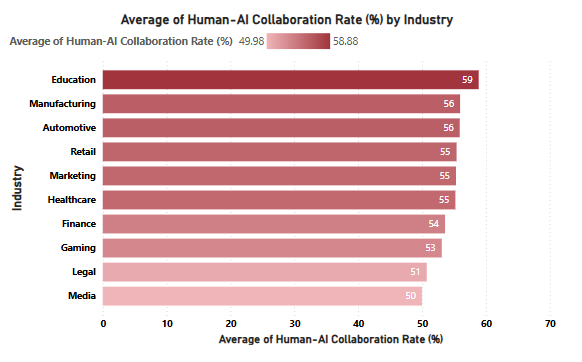 Average of Human-AI Collaboration Rate (%) by Industry
Average of Human-AI Collaboration Rate (%) 49.98 58.88
Education 59
Manufacturing 56
Automotive 56
Retail 55
Marketing 55
Healthcare 55
Finance 54
Gaming 53
Legal 51
Media 50
Industry
0 10 20 30 40 50 60 70
Average of Human-AI Collaboration Rate (%)